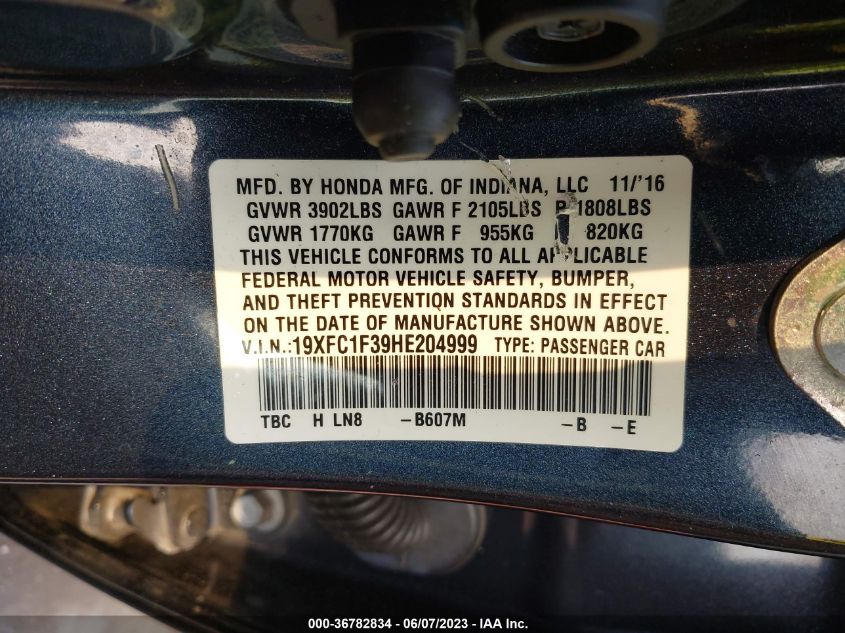 MFD. BY HONDA MFG. OF INDIANA, LLC 11/'16
GVWR 3902LBS GAWR F 2105LBS R 1808LBS
GVWR 1770KG GAWR F 955KG 820KG
THIS VEHICLE CONFORMS TO ALL APPLICABLE
FEDERAL MOTOR VEHICLE SAFETY, BUMPER,
AND THEFT PREVENTION STANDARDS IN EFFECT
ON THE DATE OF MANUFACTURE SHOWN ABOVE.
V.I.N.:19XFC1F39HE204999 TYPE: PASSENGER CAR
TBC H LN8 -B607M -B -E
000-36782834 - 06/07/2023 - IAA Inc.